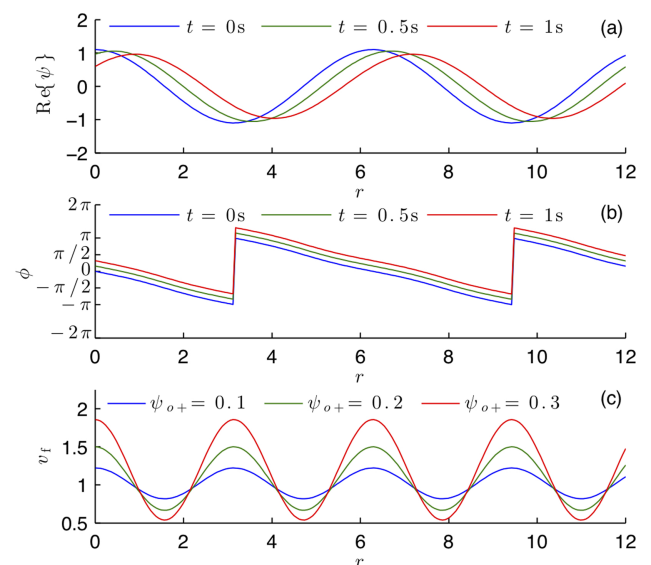 t = 0s t = 0.5s t = 1s (a)
2
1
0
−1
−2
Re{ψ}
0 2 4 6 8 10 12
r
t = 0s t = 0.5s t = 1s (b)
2π
π
π/2
0
−π/2
−π
−2π
ϕ
0 2 4 6 8 10 12
r
ψo+= 0.1 ψo+= 0.2 ψo+= 0.3 (c)
2
1.5
1
0.5
vf
0 2 4 6 8 10 12
r